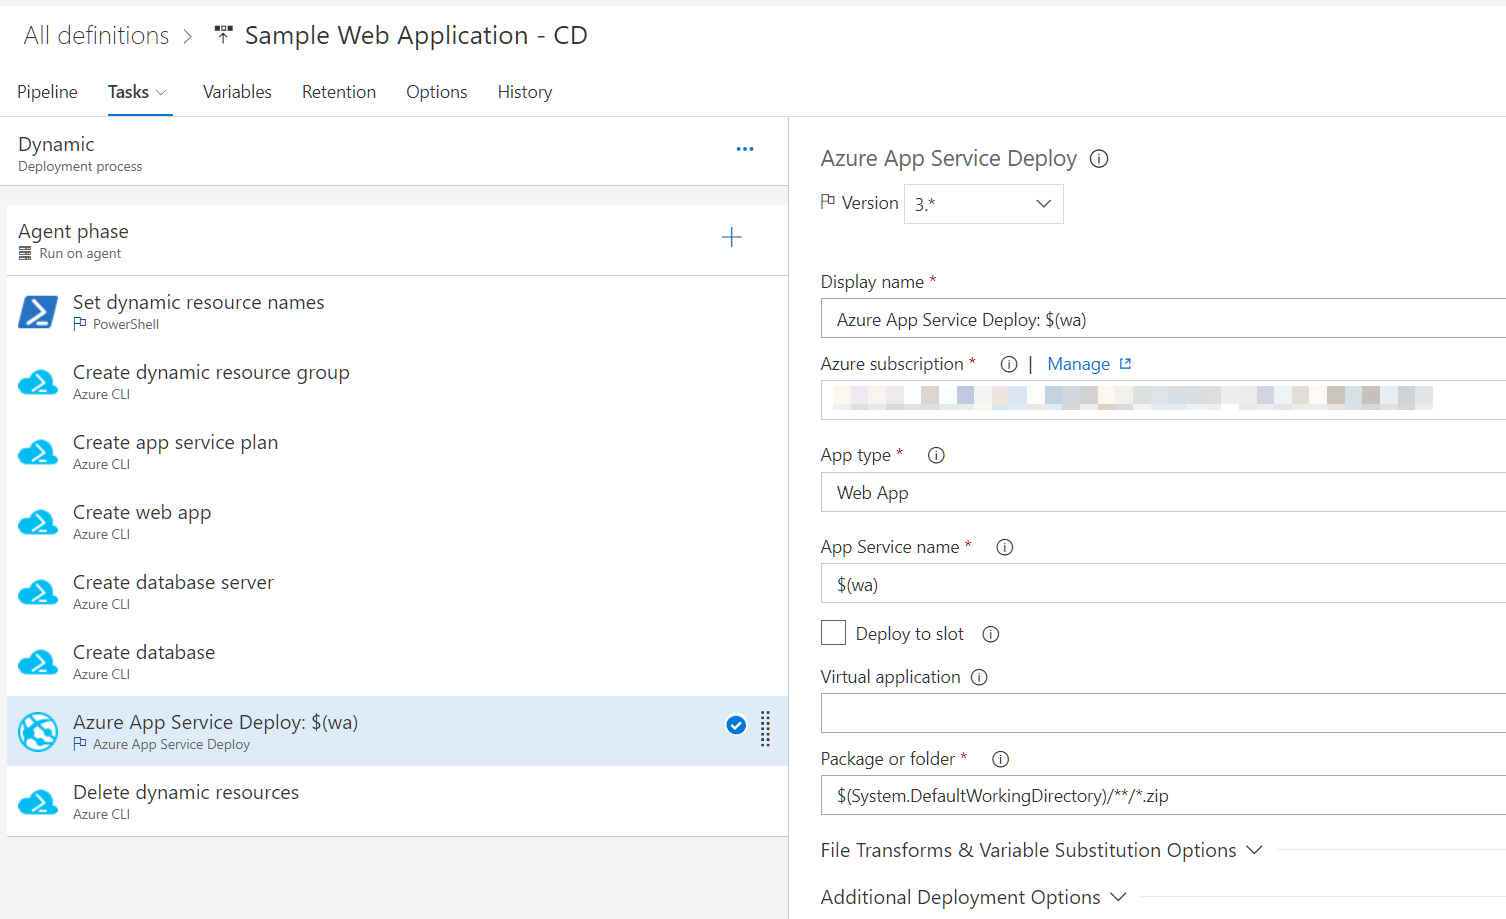 All definitions > Sample Web Application - CD
Pipeline Tasks Variables Retention Options History
Dynamic
Deployment process
Agent phase
Run on agent
Set dynamic resource names
PowerShell
Create dynamic resource group
Azure CLI
Create app service plan
Azure CLI
Create web app
Azure CLI
Create database server
Azure CLI
Create database
Azure CLI
Azure App Service Deploy: $(wa)
Azure App Service Deploy
Delete dynamic resources
Azure CLI
Azure App Service Deploy
Version 3.*
Display name *
Azure App Service Deploy: $(wa)
Azure subscription * | Manage
App type *
Web App
App Service name *
$(wa)
Deploy to slot
Virtual application
Package or folder *
$(System.DefaultWorkingDirectory)/**/*.zip
File Transforms & Variable Substitution Options
Additional Deployment Options